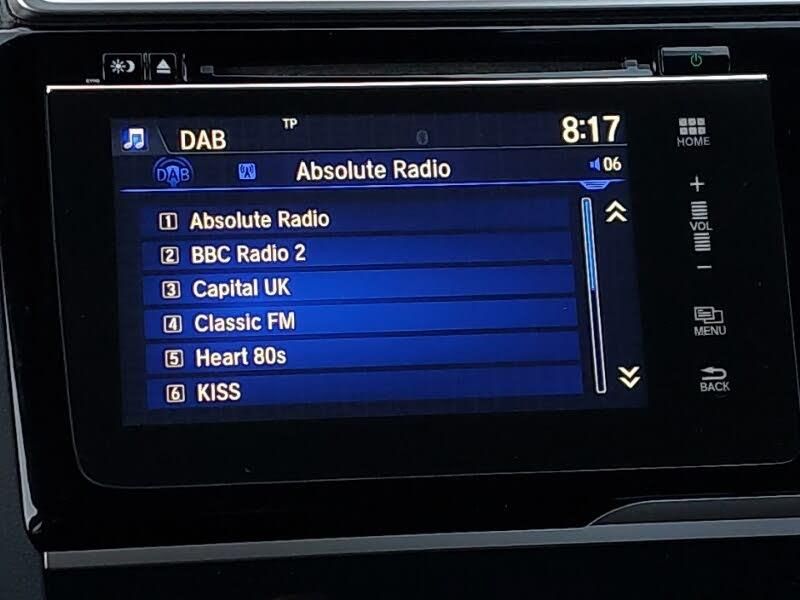 DAB
TP
8:17
HOME
DAB
Absolute Radio
06
+
1 Absolute Radio
VOL
2 BBC Radio 2
−
3 Capital UK
4 Classic FM
MENU
5 Heart 80s
6 KISS
BACK